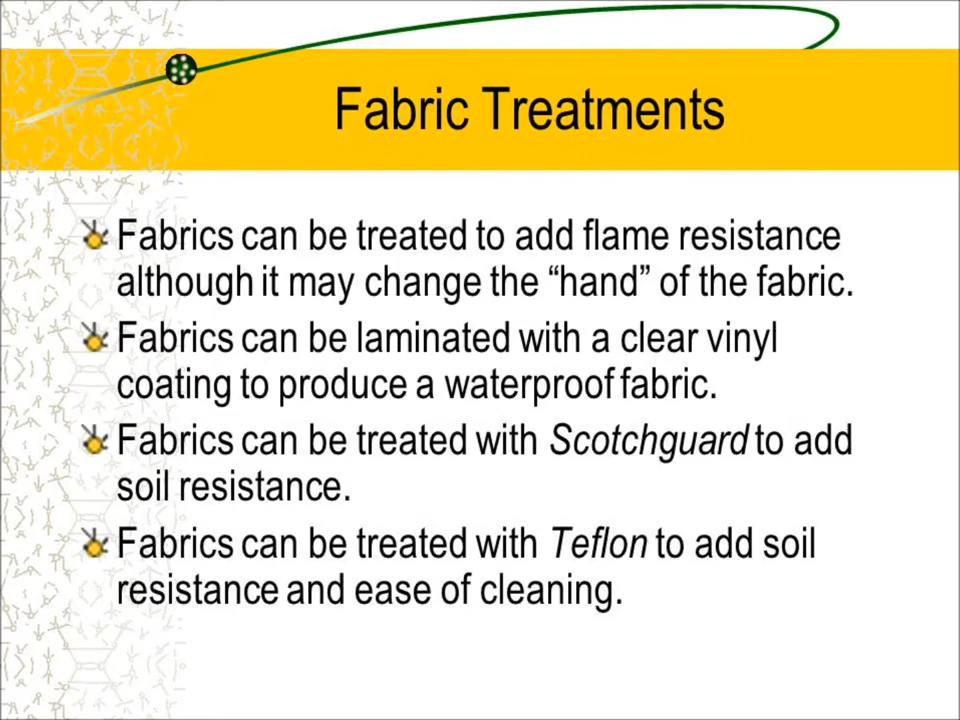 Fabric Treatments
Fabrics can be treated to add flame resistance
although it may change the “hand” of the fabric.
Fabrics can be laminated with a clear vinyl
coating to produce a waterproof fabric.
Fabrics can be treated with Scotchguard to add
soil resistance.
Fabrics can be treated with Teflon to add soil
resistance and ease of cleaning.